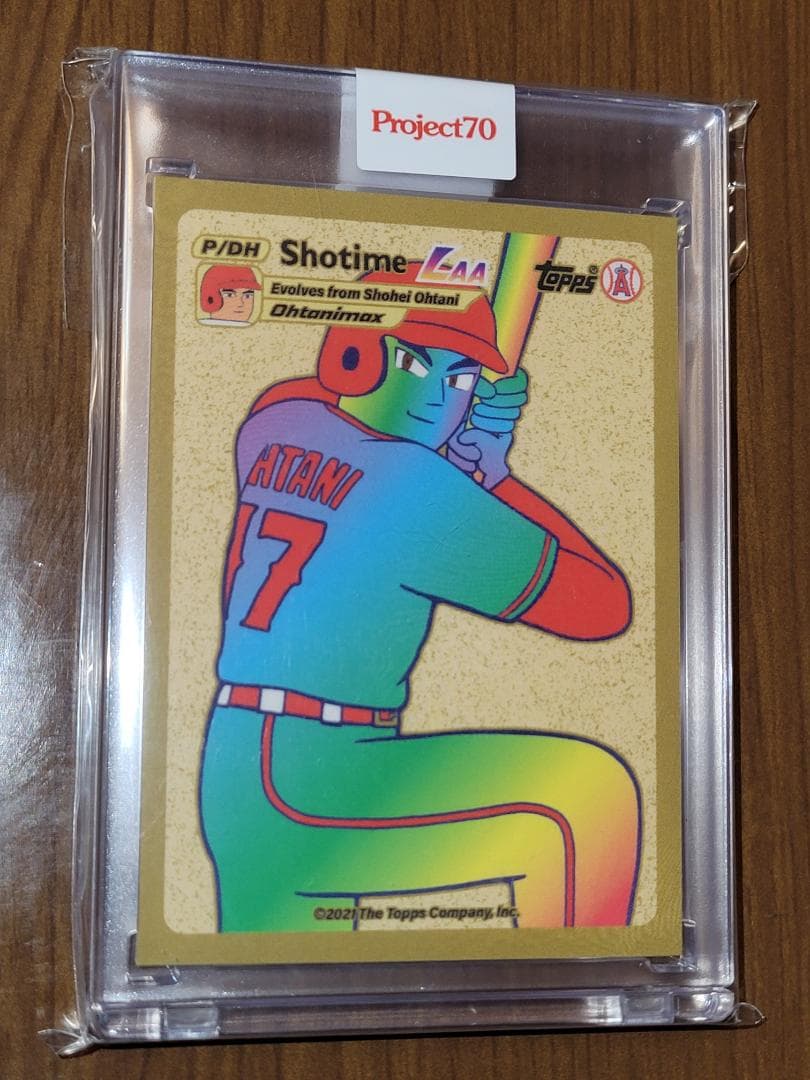 Project70
P/DH Shotime LAA
TOPPS®
A
Evolves from Shohei Ohtani
Ohtanimax
HTANI
17
©2021 The Topps Company, Inc.